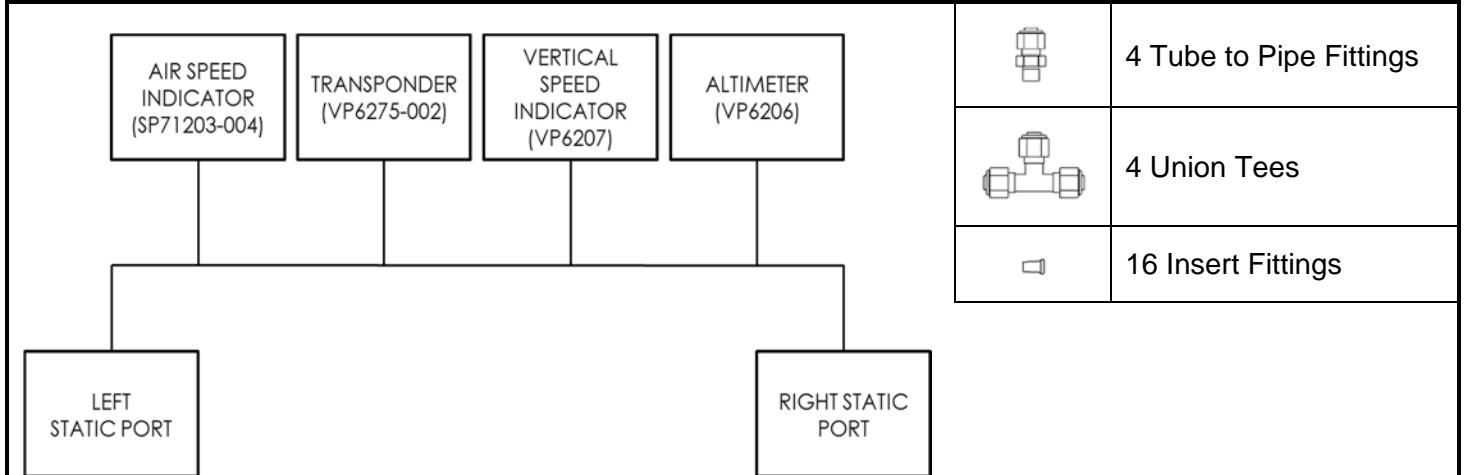 AIR SPEED
INDICATOR
(SP71203-004)
TRANSPONDER
(VP6275-002)
VERTICAL
SPEED
INDICATOR
(VP6207)
ALTIMETER
(VP6206)
LEFT
STATIC PORT
RIGHT STATIC
PORT
4 Tube to Pipe Fittings
4 Union Tees
16 Insert Fittings